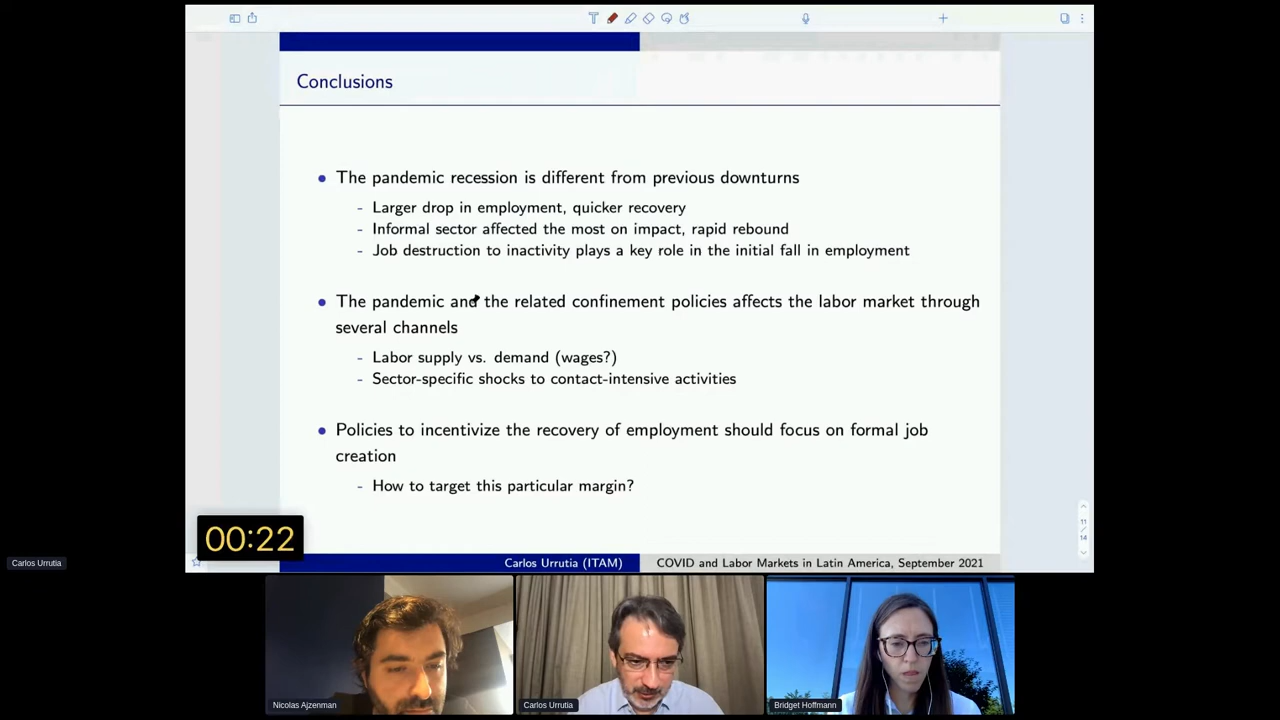 Conclusions
• The pandemic recession is different from previous downturns
- Larger drop in employment, quicker recovery
- Informal sector affected the most on impact, rapid rebound
- Job destruction to inactivity plays a key role in the initial fall in employment
• The pandemic and the related confinement policies affects the labor market through
several channels
- Labor supply vs. demand (wages?)
- Sector-specific shocks to contact-intensive activities
• Policies to incentivize the recovery of employment should focus on formal job
creation
- How to target this particular margin?
11
/
14
00:22
Carlos Urrutia
Carlos Urrutia (ITAM)
COVID and Labor Markets in Latin America, September 2021
Nicolas Ajzenman
Carlos Urrutia
Bridget Hoffmann